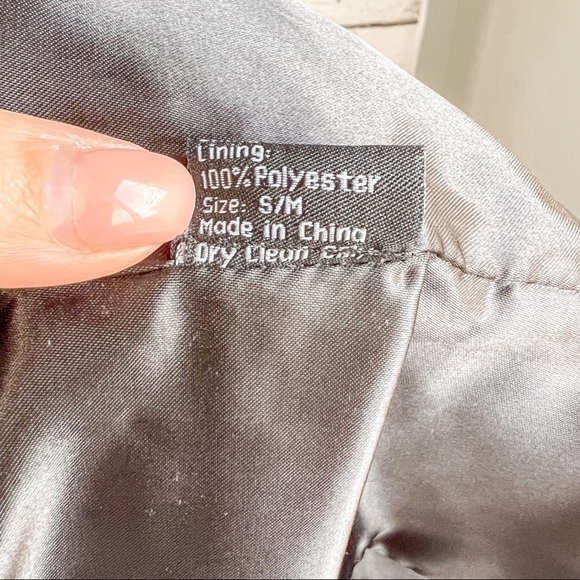 Lining:
100% Polyester
Size: S/M
Made in China
Dry Clean